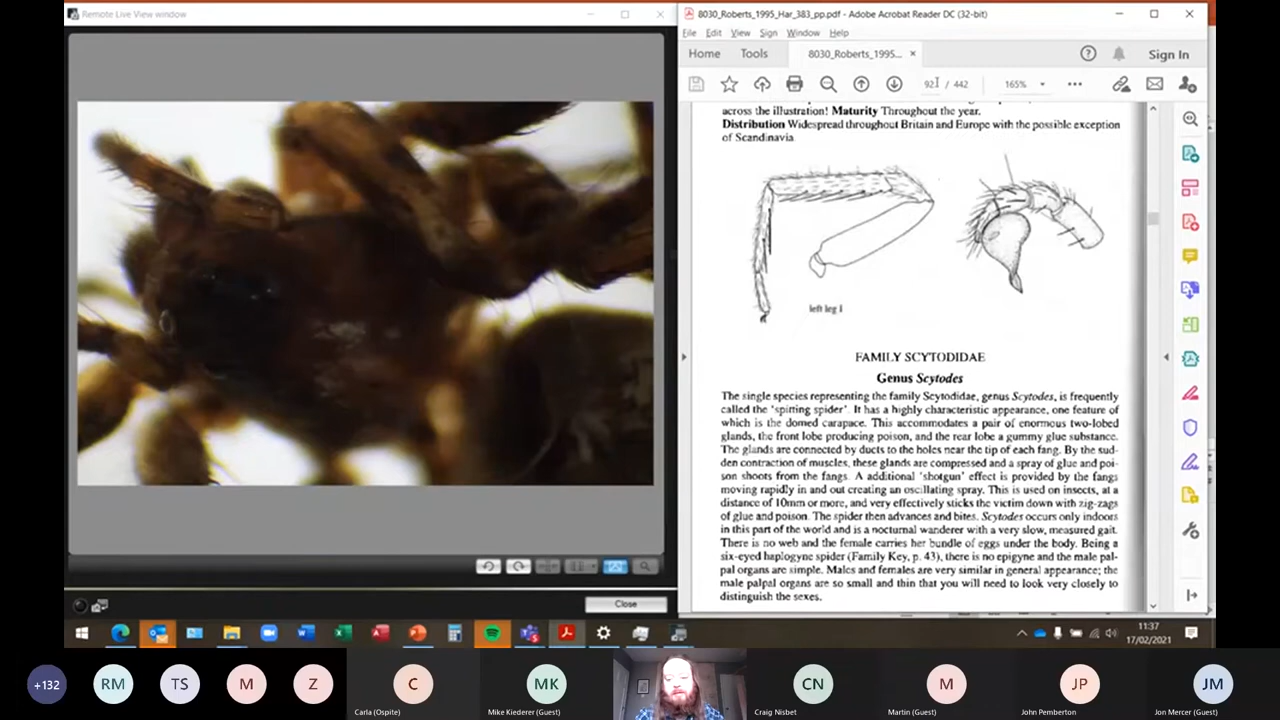 Remote Live View window
8030_Roberts_1995_Har_383_pp.pdf - Adobe Acrobat Reader DC (32-bit)
File Edit View Sign Window Help
Home Tools 8030_Roberts_1995... × Sign In
92 / 442 165%
across the illustration! Maturity Throughout the year.
Distribution Widespread throughout Britain and Europe with the possible exception
of Scandinavia
left leg I
FAMILY SCYTODIDAE
Genus Scytodes
The single species representing the family Scytodidae, genus Scytodes, is frequently
called the 'spitting spider'. It has a highly characteristic appearance, one feature of
which is the domed carapace. This accommodates a pair of enormous two-lobed
glands, the front lobe producing poison, and the rear lobe a gummy glue substance.
The glands are connected by ducts to the holes near the tip of each fang. By the sud-
den contraction of muscles, these glands are compressed and a spray of glue and poi-
son shoots from the fangs. A additional 'shotgun' effect is provided by the fangs
moving rapidly in and out creating an oscillating spray. This is used on insects, at a
distance of 10mm or more, and very effectively sticks the victim down with zig-zags
of glue and poison. The spider then advances and bites. Scytodes occurs only indoors
in this part of the world and is a nocturnal wanderer with a very slow, measured gait.
There is no web and the female carries her bundle of eggs under the body. Being a
six-eyed haplogyne spider (Family Key, p. 43), there is no epigyne and the male pal-
pal organs are simple. Males and females are very similar in general appearance; the
male palpal organs are so small and thin that you will need to look very closely to
distinguish the sexes.
Close
11:37
17/02/2021
+132 RM TS M Z C MK CN M JP JM
Carla (Ospite) Mike Kiederer (Guest) Craig Nisbet Martin (Guest) John Pemberton Jon Mercer (Guest)